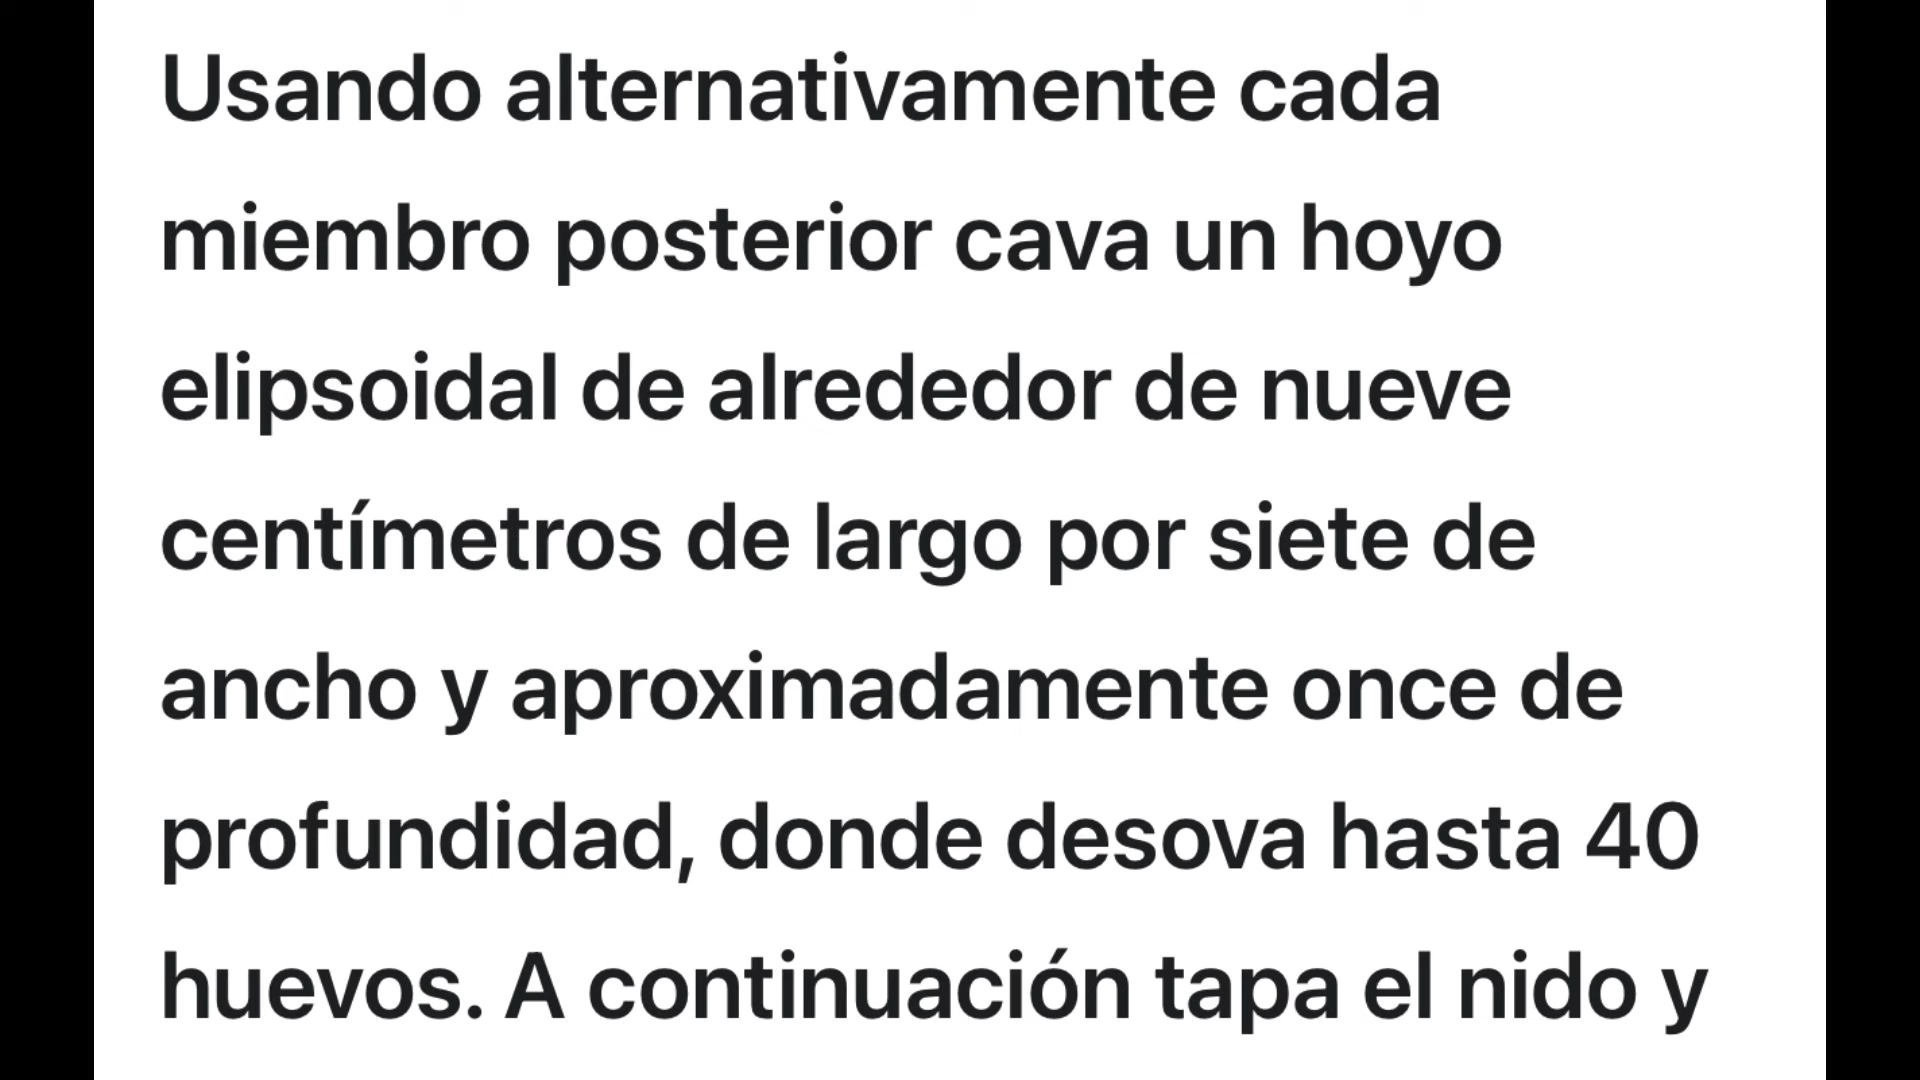 Usando alternativamente cada
miembro posterior cava un hoyo
elipsoidal de alrededor de nueve
centímetros de largo por siete de
ancho y aproximadamente once de
profundidad, donde desova hasta 40
huevos. A continuación tapa el nido y